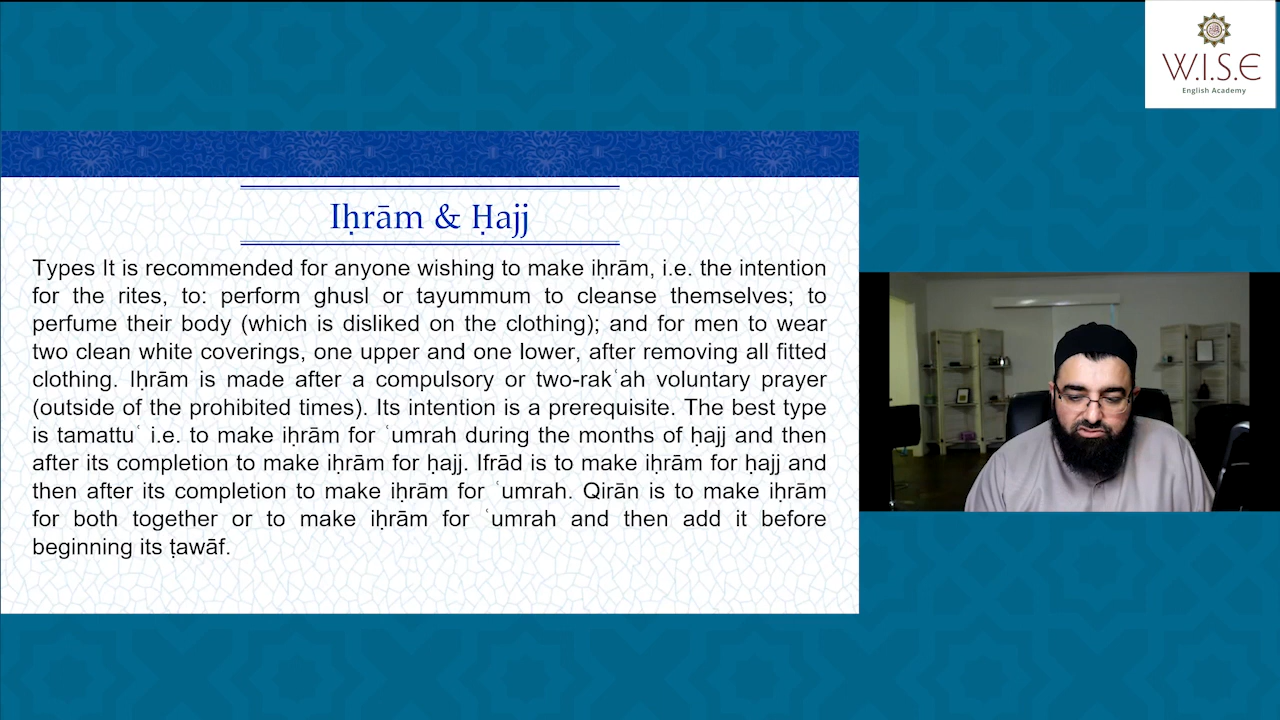 W.I.S.E
English Academy
Iḥrām & Ḥajj
Types It is recommended for anyone wishing to make iḥrām, i.e. the intention
for the rites, to: perform ghusl or tayummum to cleanse themselves; to
perfume their body (which is disliked on the clothing); and for men to wear
two clean white coverings, one upper and one lower, after removing all fitted
clothing. Iḥrām is made after a compulsory or two-rakʿah voluntary prayer
(outside of the prohibited times). Its intention is a prerequisite. The best type
is tamattuʿ i.e. to make iḥrām for ʿumrah during the months of ḥajj and then
after its completion to make iḥrām for ḥajj. Ifrād is to make iḥrām for ḥajj and
then after its completion to make iḥrām for ʿumrah. Qirān is to make iḥrām
for both together or to make iḥrām for ʿumrah and then add it before
beginning its ṭawāf.